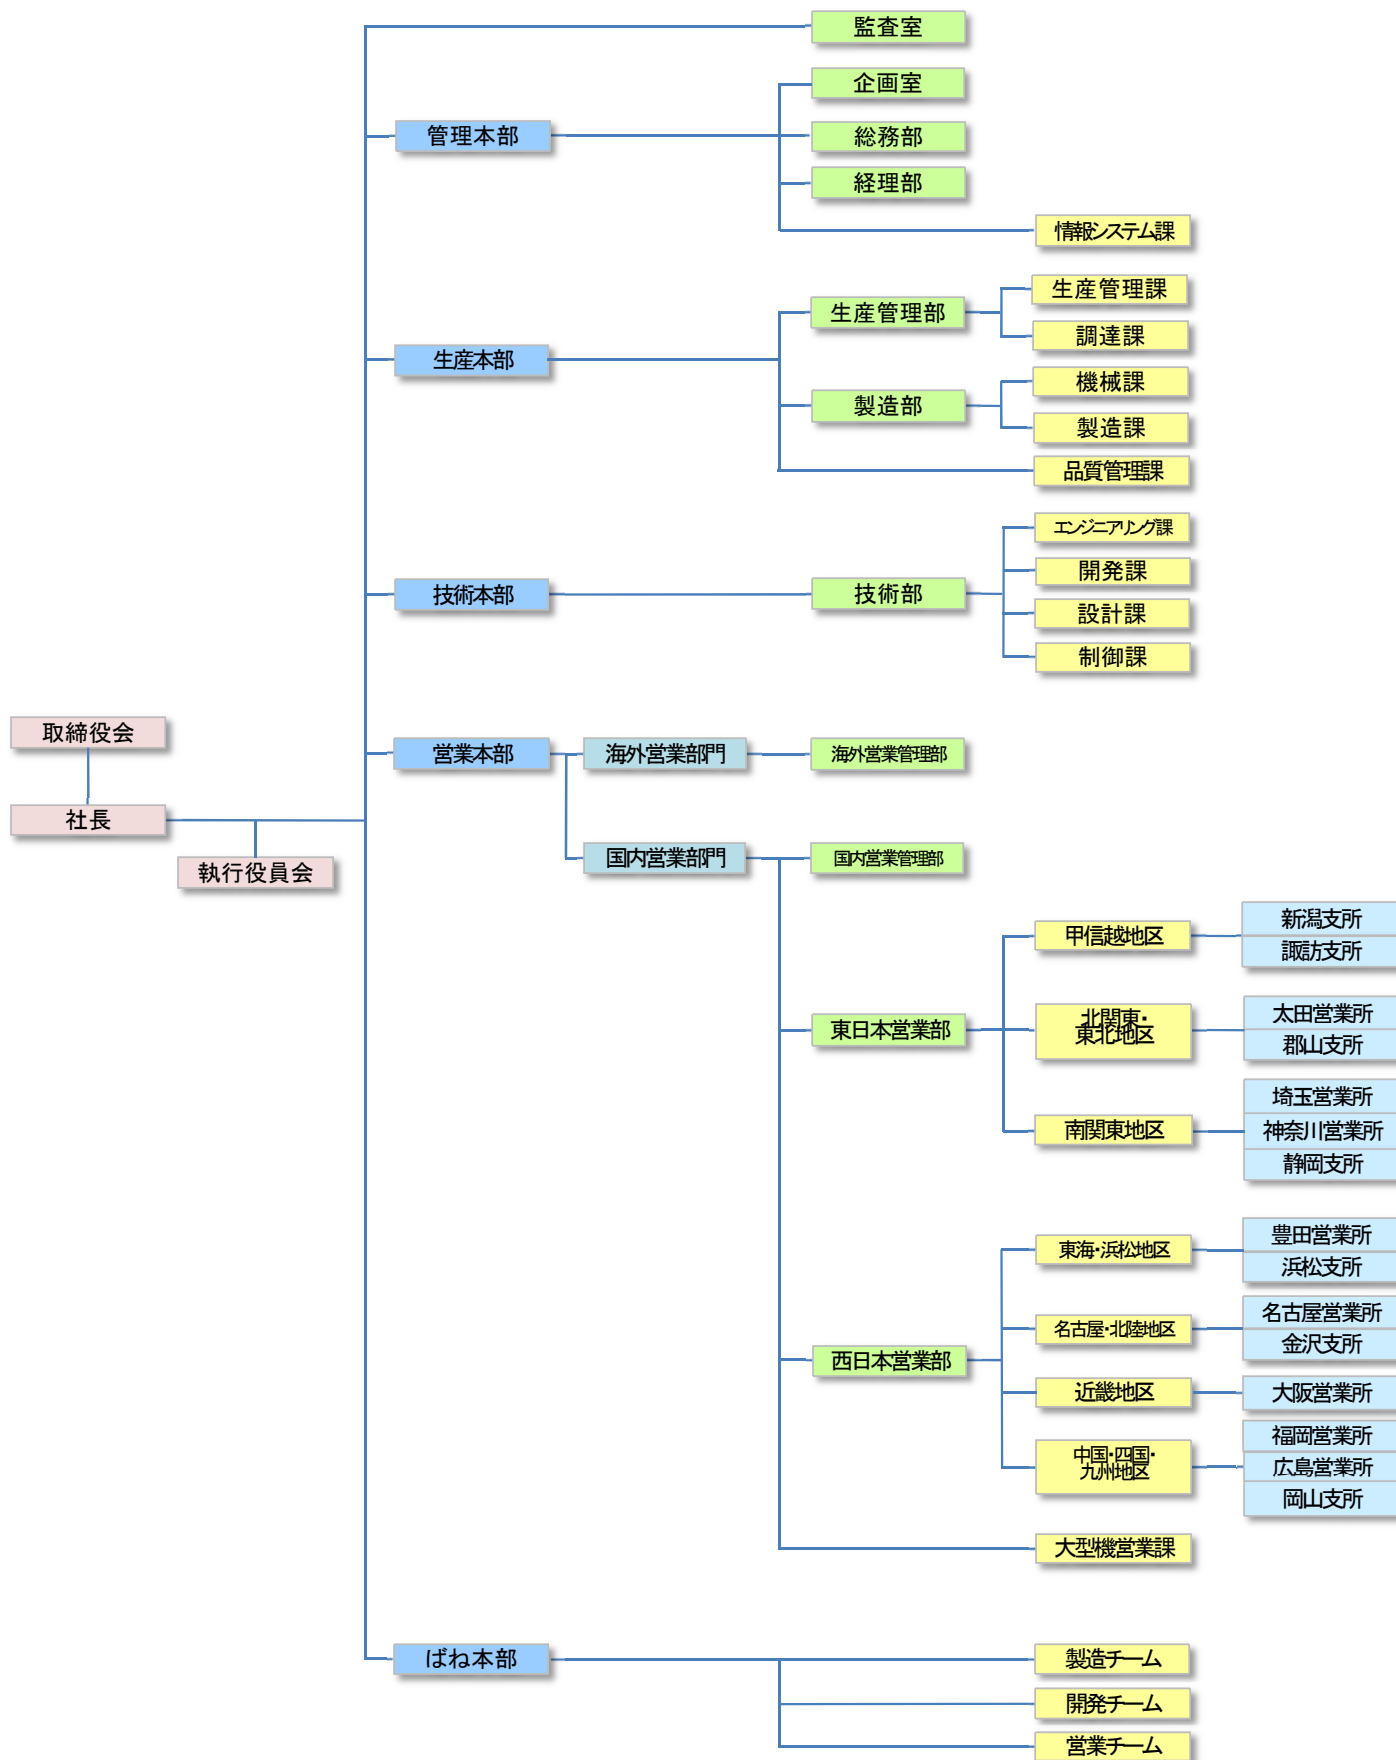 監査室
企画室
管理本部
総務部
経理部
情報システム課
生産管理課
生産管理部
調達課
生産本部
機械課
製造部
製造課
品質管理課
エンジニアリング課
開発課
技術本部
技術部
設計課
制御課
取締役会
営業本部
海外営業部門
海外営業管理部
社長
執行役員会
国内営業部門
国内営業管理部
甲信越地区
新潟支所
諏訪支所
東日本営業部
北関東・
東北地区
太田営業所
郡山支所
南関東地区
埼玉営業所
神奈川営業所
静岡支所
東海・浜松地区
豊田営業所
浜松支所
名古屋・北陸地区
名古屋営業所
金沢支所
西日本営業部
近畿地区
大阪営業所
中国・四国・
九州地区
福岡営業所
広島営業所
岡山支所
大型機営業課
ばね本部
製造チーム
開発チーム
営業チーム